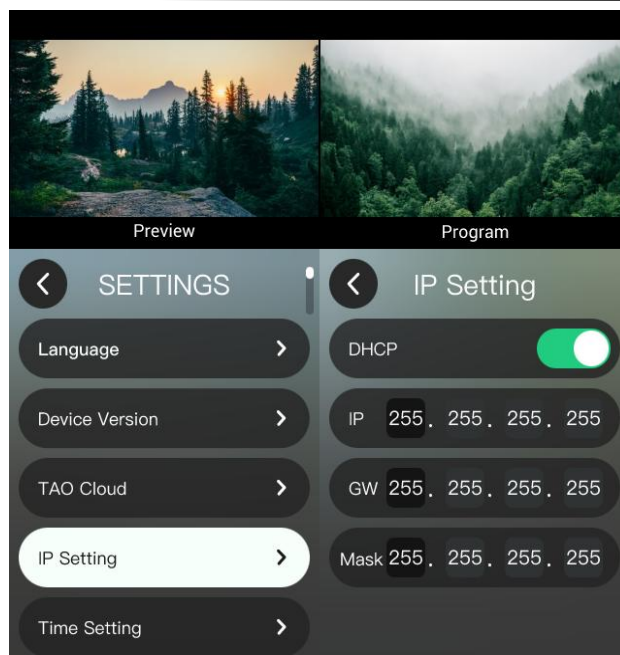 Preview
Program
SETTINGS
Language
Device Version
TAO Cloud
IP Setting
Time Setting
IP Setting
DHCP
IP 255. 255. 255. 255
GW 255. 255. 255. 255
Mask 255. 255. 255. 255